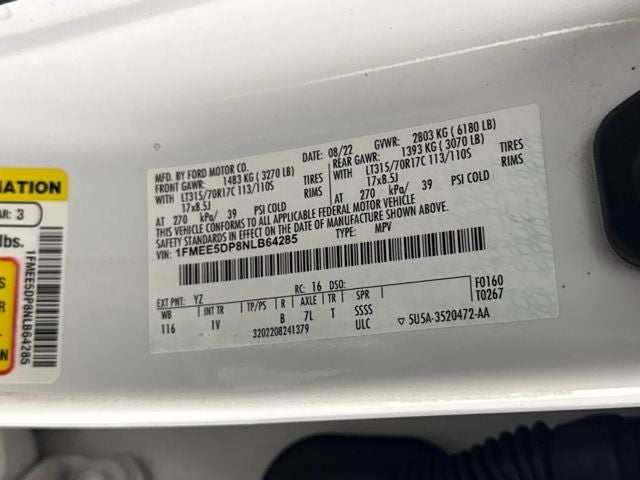 MATION
AR: 3
lbs.
1FMEE5DP8NLB64285
MFD. BY FORD MOTOR CO.
DATE: 08/22 GVWR: 2803 KG ( 6180 LB)
FRONT GAWR: 1483 KG ( 3270 LB) REAR GAWR: 1393 KG ( 3070 LB)
WITH LT315/70R17C 113/110S TIRES WITH LT315/70R17C 113/110S TIRES
17x8.5J RIMS 17x8.5J RIMS
AT 270 kPa/ 39 PSI COLD AT 270 kPa/ 39 PSI COLD
THIS VEHICLE CONFORMS TO ALL APPLICABLE FEDERAL MOTOR VEHICLE
SAFETY STANDARDS IN EFFECT ON THE DATE OF MANUFACTURE SHOWN ABOVE.
VIN: 1FMEE5DP8NLB64285 TYPE: MPV
EXT PNT: YZ RC: 16 DSO: F0160
WB INT TR TP/PS R AXLE TR SPR T0267
116 1V B 7L T SSSS
3202208241379 ULC 5U5A-3520472-AA